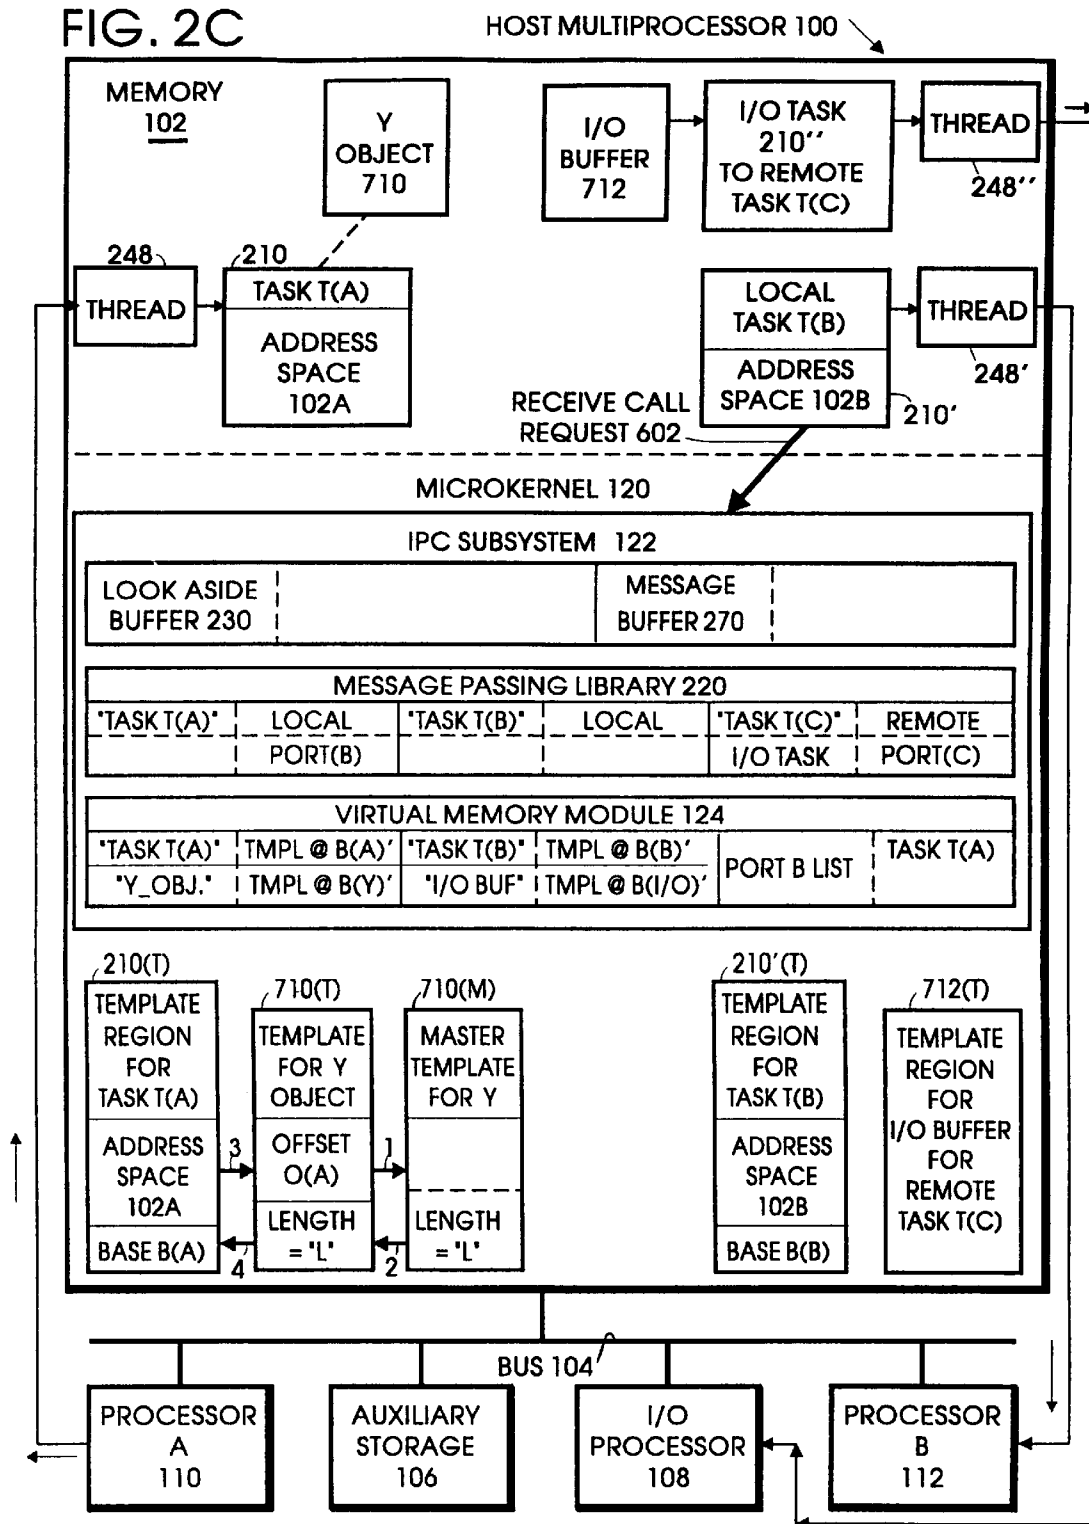 FIG. 2C
HOST MULTIPROCESSOR 100
MEMORY
102
Y
OBJECT
710
I/O
BUFFER
712
I/O TASK
210''
TO REMOTE
TASK T(C)
THREAD
248''
248
THREAD
210
TASK T(A)
ADDRESS
SPACE
102A
LOCAL
TASK T(B)
ADDRESS
SPACE 102B
THREAD
248'
210'
RECEIVE CALL
REQUEST 602
MICROKERNEL 120
IPC SUBSYSTEM 122
LOOK ASIDE
BUFFER 230
MESSAGE
BUFFER 270
MESSAGE PASSING LIBRARY 220
"TASK T(A)" LOCAL "TASK T(B)" LOCAL "TASK T(C)" REMOTE
PORT(B) I/O TASK PORT(C)
VIRTUAL MEMORY MODULE 124
"TASK T(A)" TMPL @ B(A)' "TASK T(B)" TMPL @ B(B)' PORT B LIST TASK T(A)
"Y_OBJ." TMPL @ B(Y)' "I/O BUF" TMPL @ B(I/O)'
210(T)
TEMPLATE
REGION
FOR
TASK T(A)
ADDRESS
SPACE
102A
BASE B(A)
3
4
710(T)
TEMPLATE
FOR Y
OBJECT
OFFSET
O(A)
LENGTH
= "L"
1
2
710(M)
MASTER
TEMPLATE
FOR Y
LENGTH
= "L"
210'(T)
TEMPLATE
REGION
FOR
TASK T(B)
ADDRESS
SPACE
102B
BASE B(B)
712(T)
TEMPLATE
REGION
FOR
I/O BUFFER
FOR
REMOTE
TASK T(C)
BUS 104
PROCESSOR
A
110
AUXILIARY
STORAGE
106
I/O
PROCESSOR
108
PROCESSOR
B
112